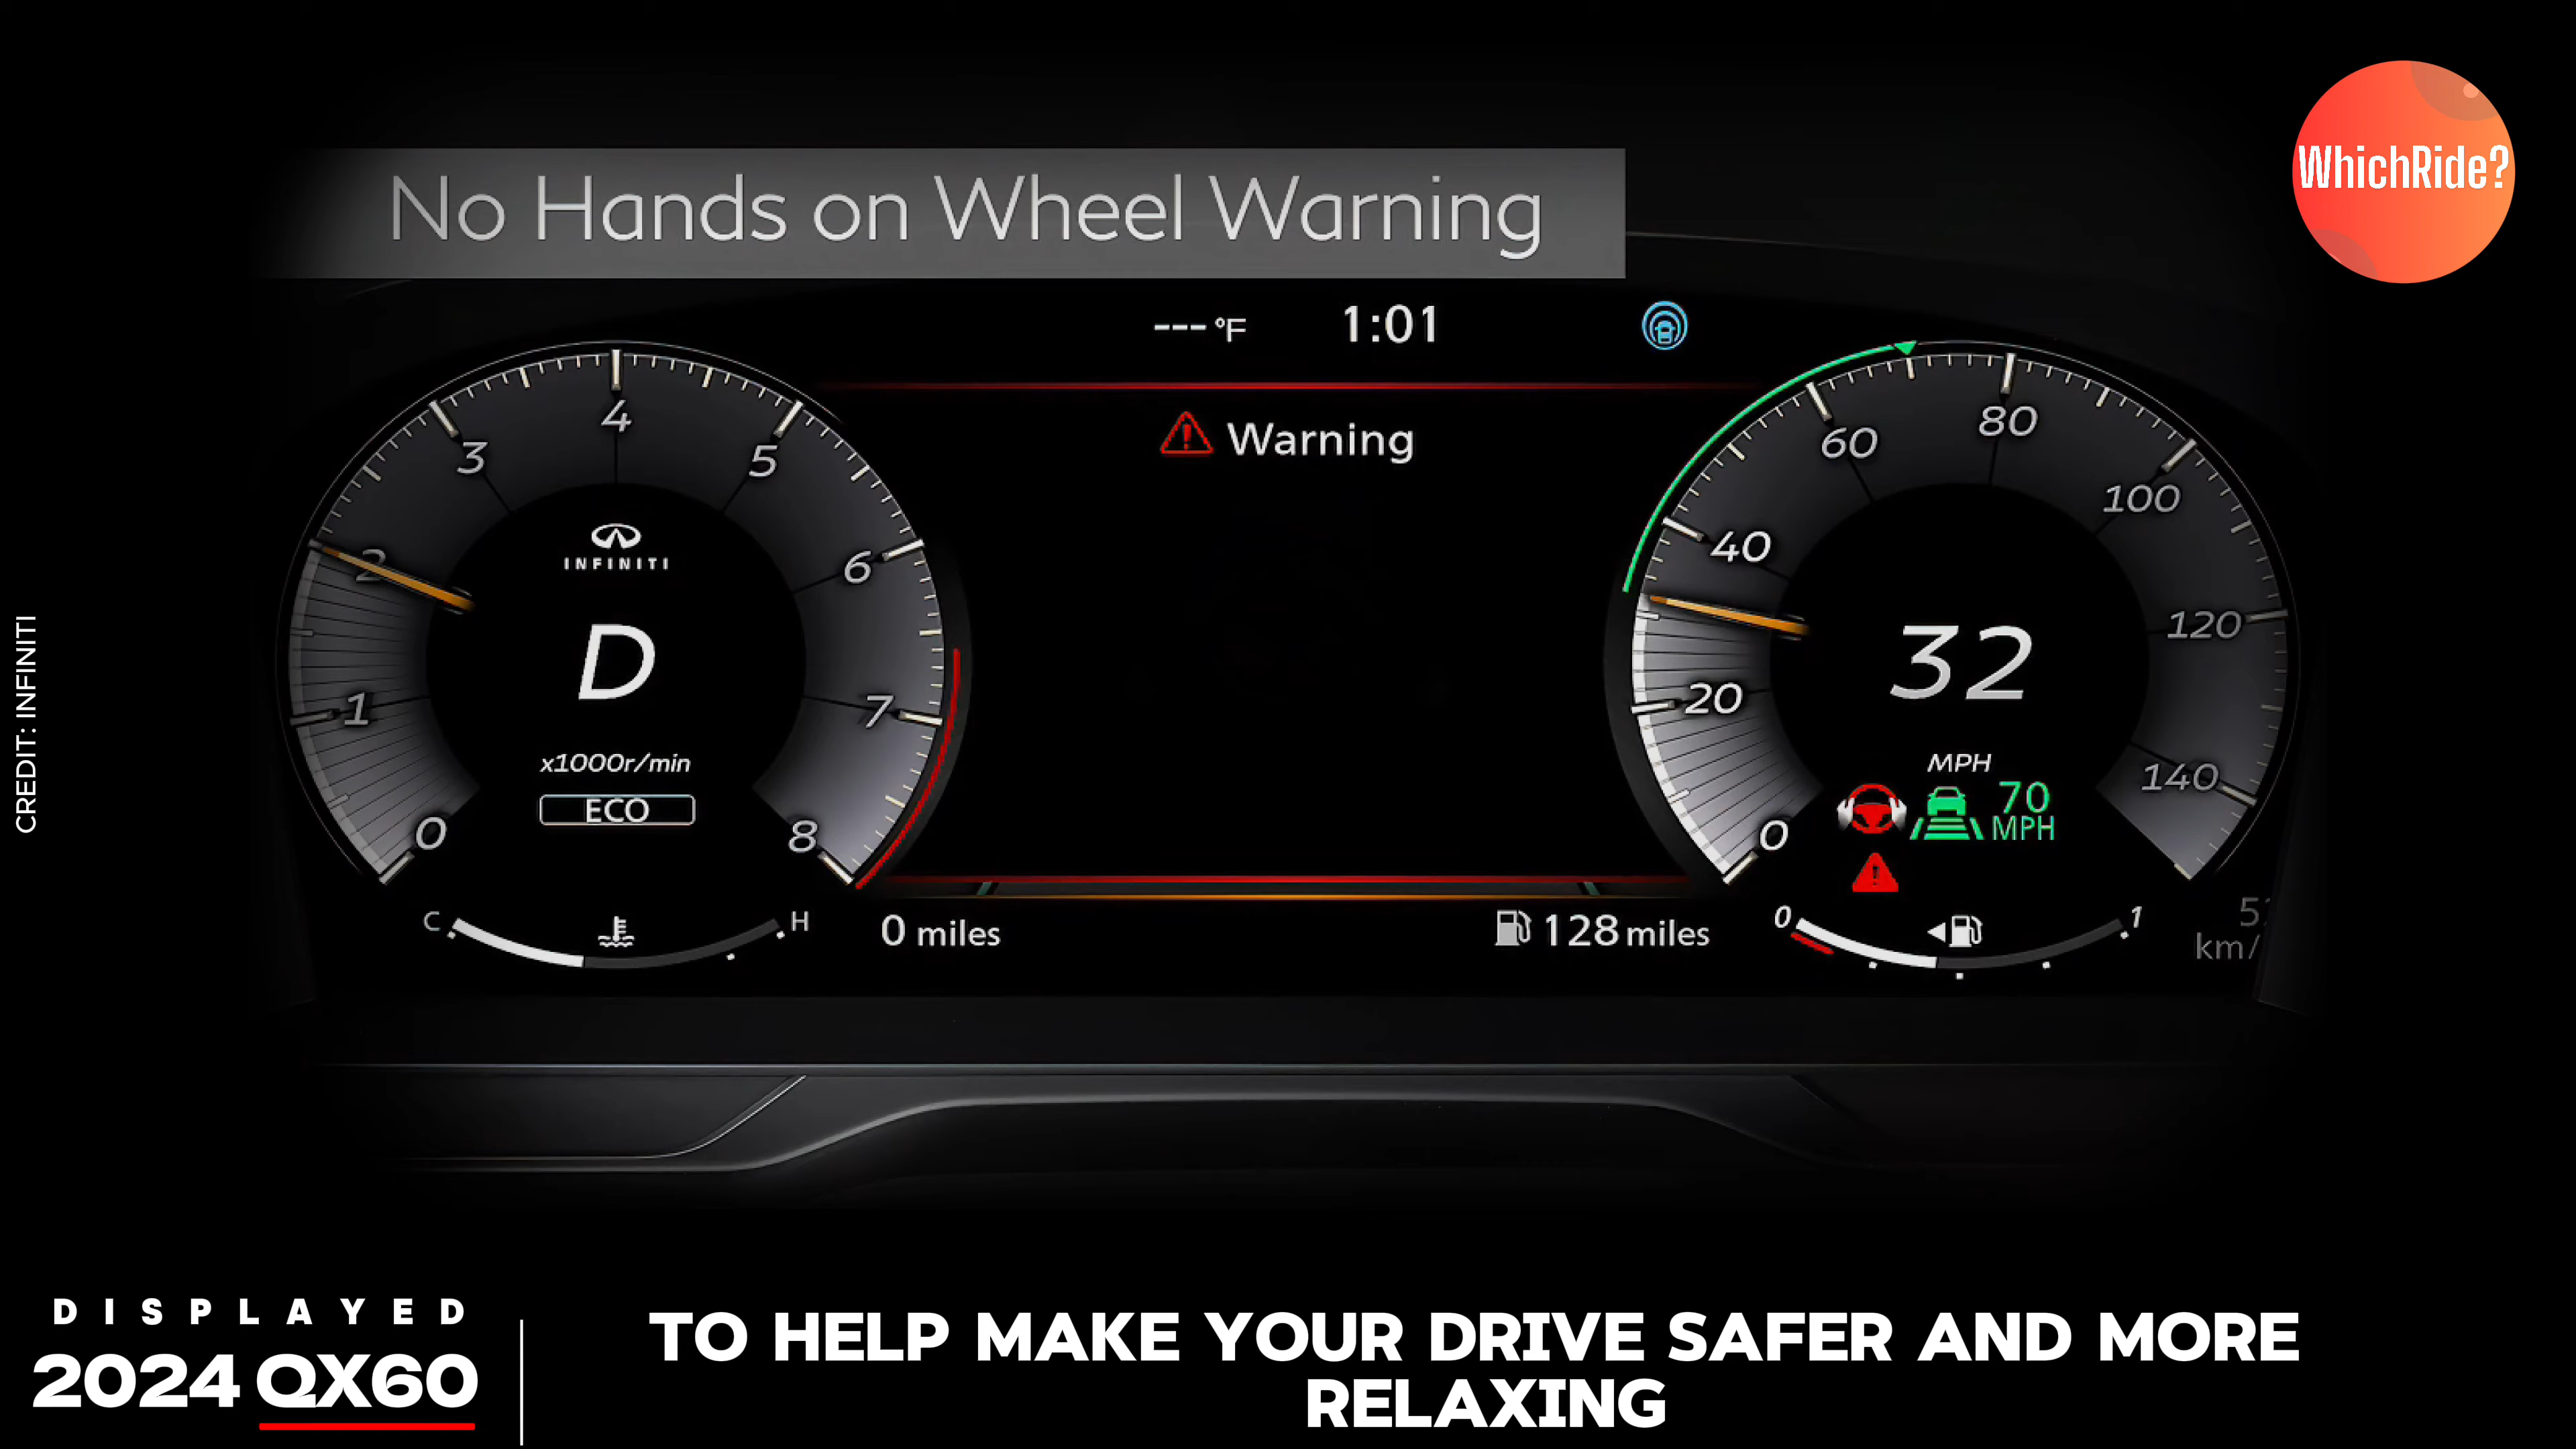 No Hands on Wheel Warning
WhichRide?
--- °F 1:01
Warning
0 1 2 3 4 5 6 7 8
INFINITI
D
x1000r/min
ECO
C H
0 miles
128 miles
0 20 40 60 80 100 120 140
32
MPH
70
MPH
0 1
km/
CREDIT: INFINITI
DISPLAYED
2024 QX60
TO HELP MAKE YOUR DRIVE SAFER AND MORE
RELAXING